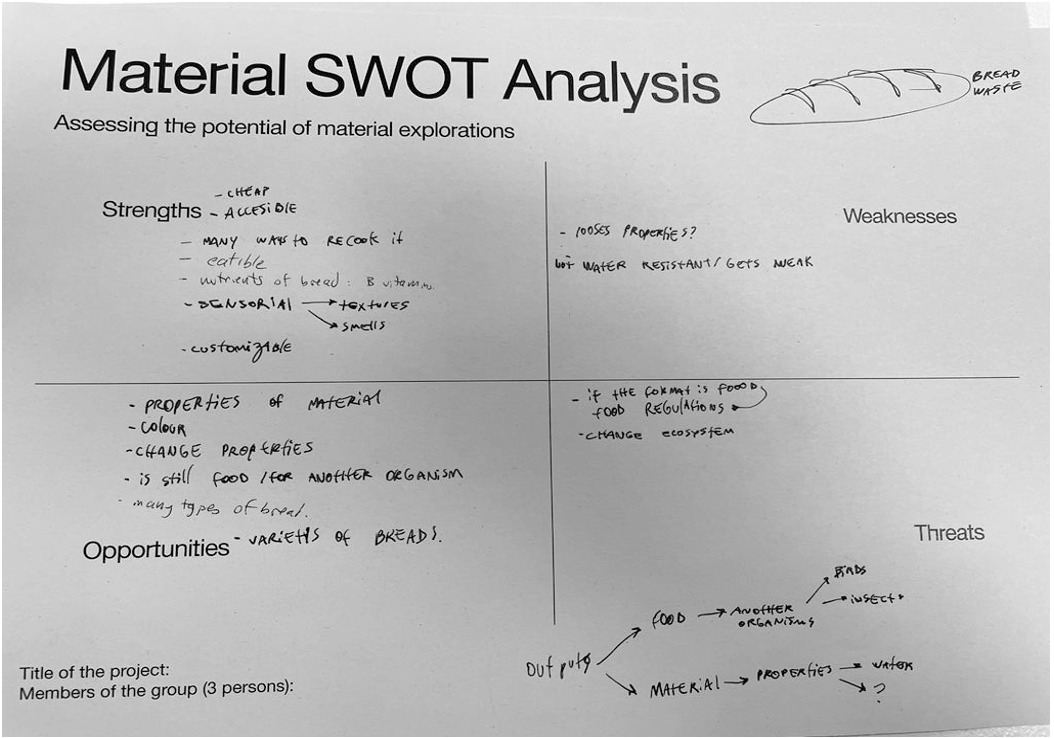 Material SWOT Analysis
BREAD
WASTE
Assessing the potential of material explorations
- CHEAP
Strengths - ACCESIBLE
- MANY WAYS to RECOOK it
- eatible
- nutrients of bread: B vitamin.
- SENSORIAL → textures
→ smells
- customizable
Weaknesses
- looses PROPERTIES?
not WATER RESISTANT/ GETS WEAK
- PROPERTIES OF MATERIAL
- COLOUR
- CHANGE PROPERTIES
- is still FOOD / FOR ANOTHER ORGANISM
- many types of bread.
Opportunities - VARIETIS OF BREADS.
- if THE FORMAT iS FOOOD
FOOD REGULATIONS
- CHANGE ecosystem
Threats
outputs
FOOD → ANOTHER
ORGANISMS
→ BIRDS
→ insects
MATERIAL → PROPERTIES → WATER
→ ?
Title of the project:
Members of the group (3 persons):